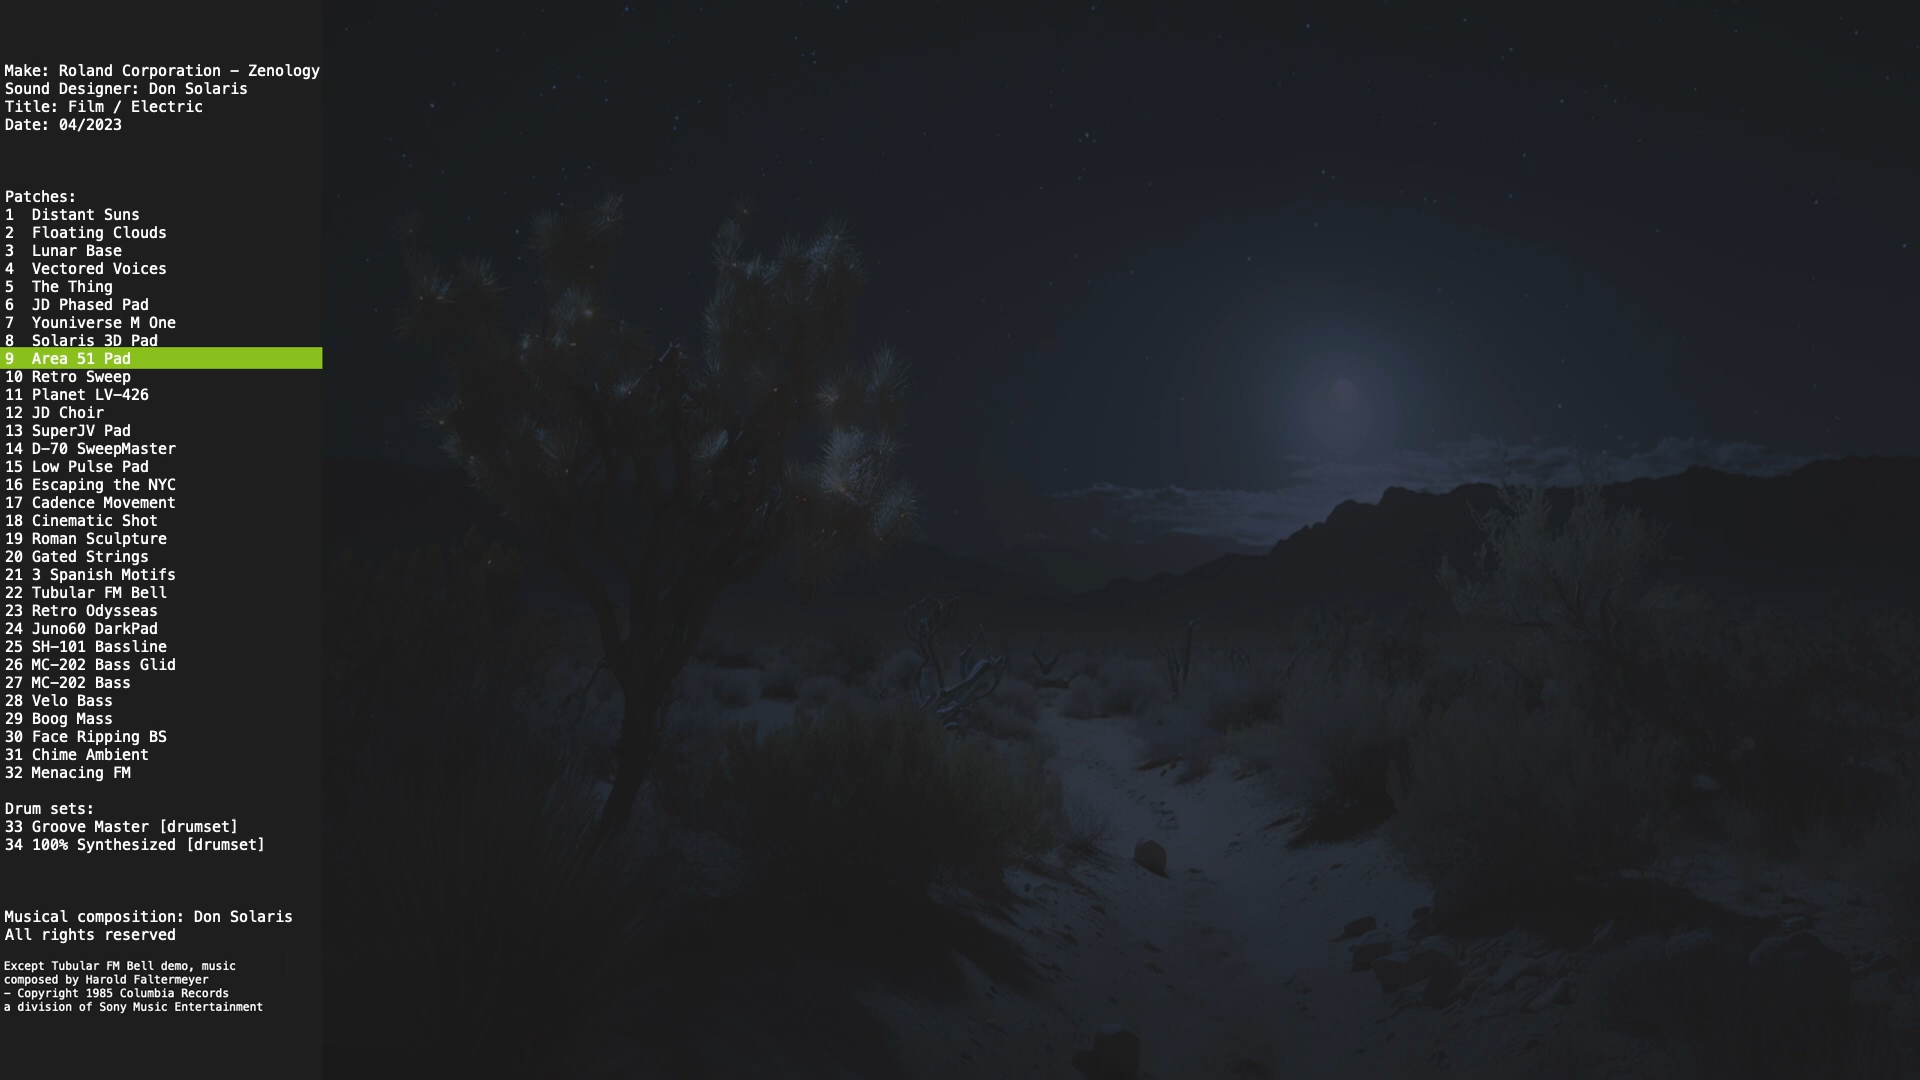 Make: Roland Corporation – Zenology
Sound Designer: Don Solaris
Title: Film / Electric
Date: 04/2023
Patches:
1 Distant Suns
2 Floating Clouds
3 Lunar Base
4 Vectored Voices
5 The Thing
6 JD Phased Pad
7 Youniverse M One
8 Solaris 3D Pad
9 Area 51 Pad
10 Retro Sweep
11 Planet LV–426
12 JD Choir
13 SuperJV Pad
14 D–70 SweepMaster
15 Low Pulse Pad
16 Escaping the NYC
17 Cadence Movement
18 Cinematic Shot
19 Roman Sculpture
20 Gated Strings
21 3 Spanish Motifs
22 Tubular FM Bell
23 Retro Odysseas
24 Juno60 DarkPad
25 SH–101 Bassline
26 MC–202 Bass Glid
27 MC–202 Bass
28 Velo Bass
29 Boog Mass
30 Face Ripping BS
31 Chime Ambient
32 Menacing FM
Drum sets:
33 Groove Master [drumset]
34 100% Synthesized [drumset]
Musical composition: Don Solaris
All rights reserved
Except Tubular FM Bell demo, music
composed by Harold Faltermeyer
– Copyright 1985 Columbia Records
a division of Sony Music Entertainment